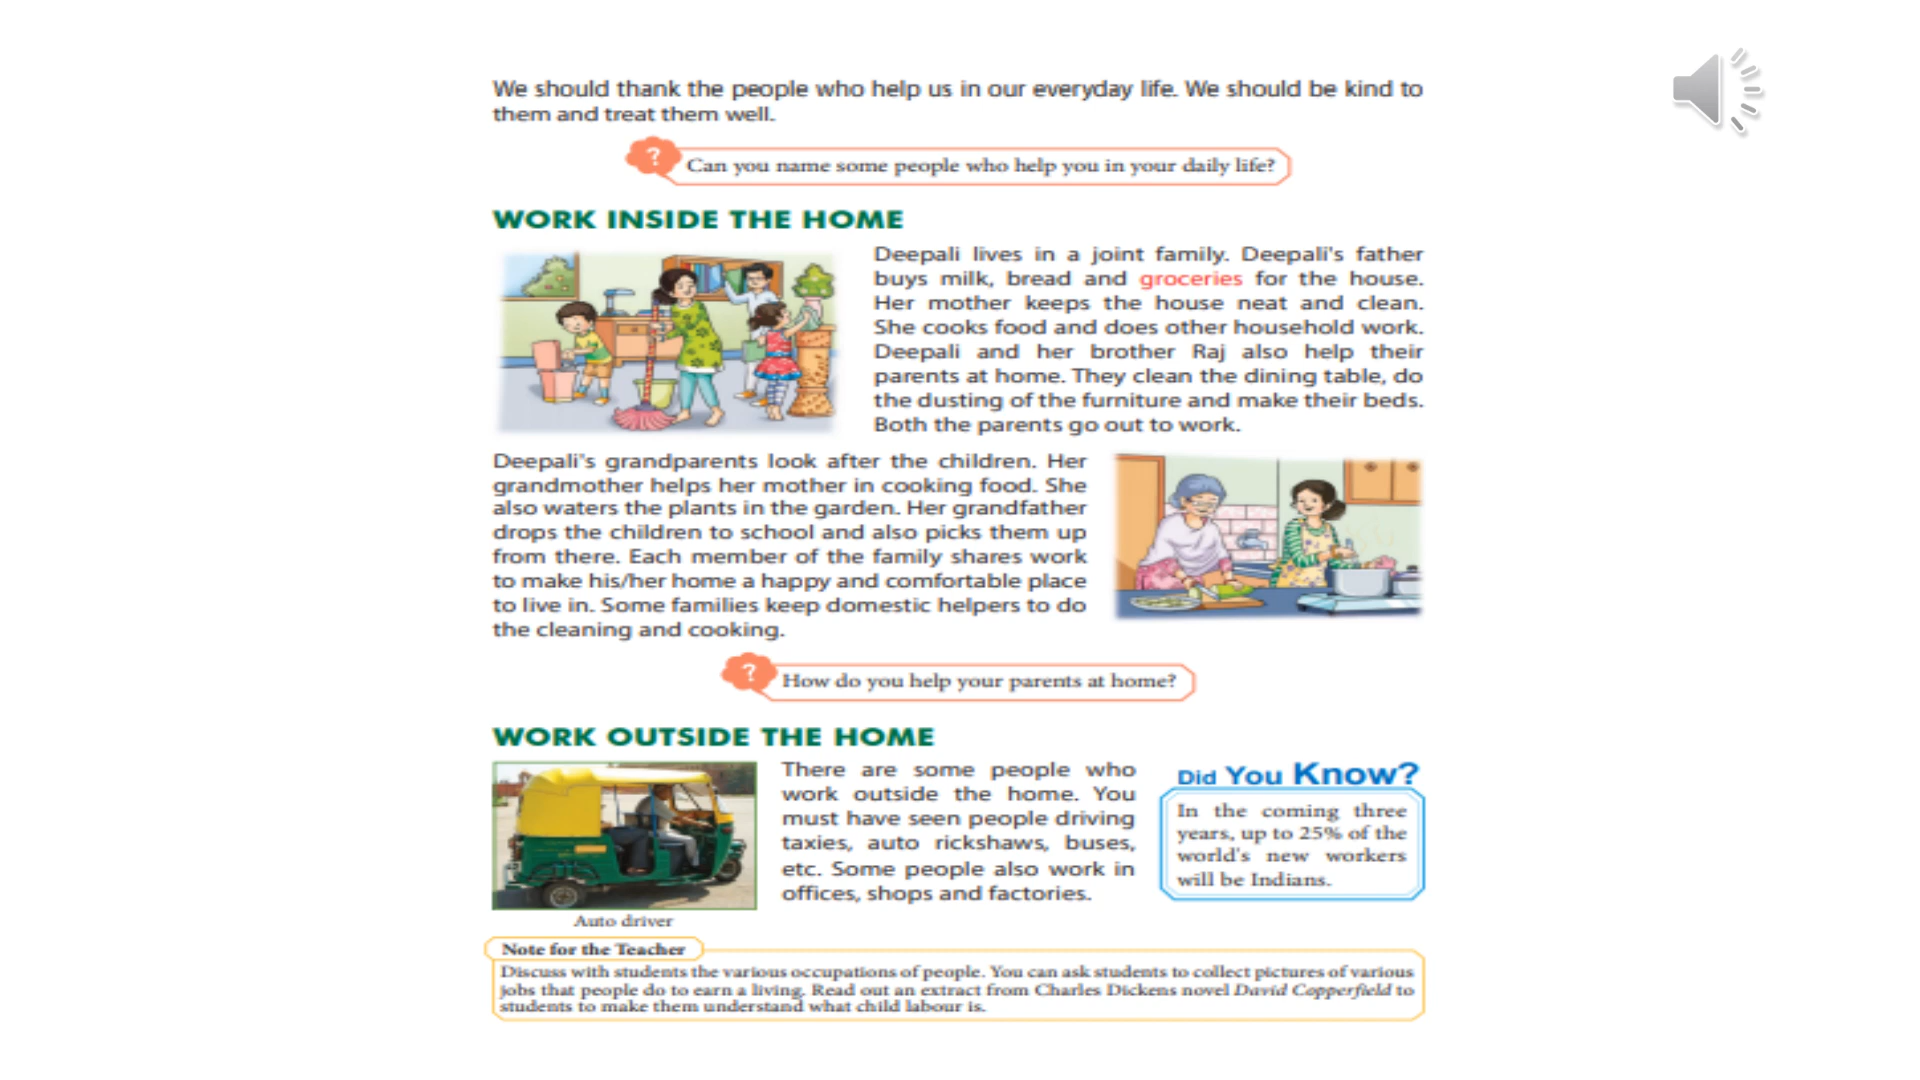 We should thank the people who help us in our everyday life. We should be kind to
them and treat them well.
?
Can you name some people who help you in your daily life?
WORK INSIDE THE HOME
Deepali lives in a joint family. Deepali's father
buys milk, bread and groceries for the house.
Her mother keeps the house neat and clean.
She cooks food and does other household work.
Deepali and her brother Raj also help their
parents at home. They clean the dining table, do
the dusting of the furniture and make their beds.
Both the parents go out to work.
Deepali's grandparents look after the children. Her
grandmother helps her mother in cooking food. She
also waters the plants in the garden. Her grandfather
drops the children to school and also picks them up
from there. Each member of the family shares work
to make his/her home a happy and comfortable place
to live in. Some families keep domestic helpers to do
the cleaning and cooking.
?
How do you help your parents at home?
WORK OUTSIDE THE HOME
There are some people who
work outside the home. You
must have seen people driving
taxies, auto rickshaws, buses,
etc. Some people also work in
offices, shops and factories.
Did You Know?
In the coming three
years, up to 25% of the
world's new workers
will be Indians.
Auto driver
Note for the Teacher
Discuss with students the various occupations of people. You can ask students to collect pictures of various
jobs that people do to earn a living. Read out an extract from Charles Dickens novel David Copperfield to
students to make them understand what child labour is.